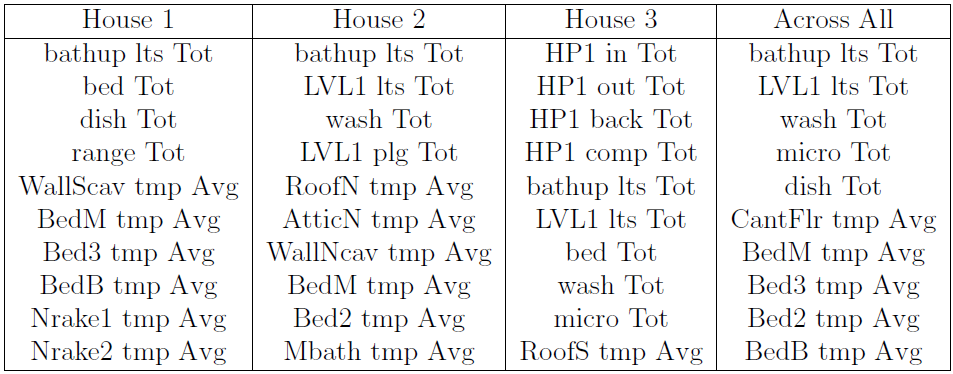 House 1 House 2 House 3 Across All
bathup lts Tot bathup lts Tot HP1 in Tot bathup lts Tot
bed Tot LVL1 lts Tot HP1 out Tot LVL1 lts Tot
dish Tot wash Tot HP1 back Tot wash Tot
range Tot LVL1 plg Tot HP1 comp Tot micro Tot
WallScav tmp Avg RoofN tmp Avg bathup lts Tot dish Tot
BedM tmp Avg AtticN tmp Avg LVL1 lts Tot CantFlr tmp Avg
Bed3 tmp Avg WallNcav tmp Avg bed Tot BedM tmp Avg
BedB tmp Avg BedM tmp Avg wash Tot Bed3 tmp Avg
Nrake1 tmp Avg Bed2 tmp Avg micro Tot Bed2 tmp Avg
Nrake2 tmp Avg Mbath tmp Avg RoofS tmp Avg BedB tmp Avg